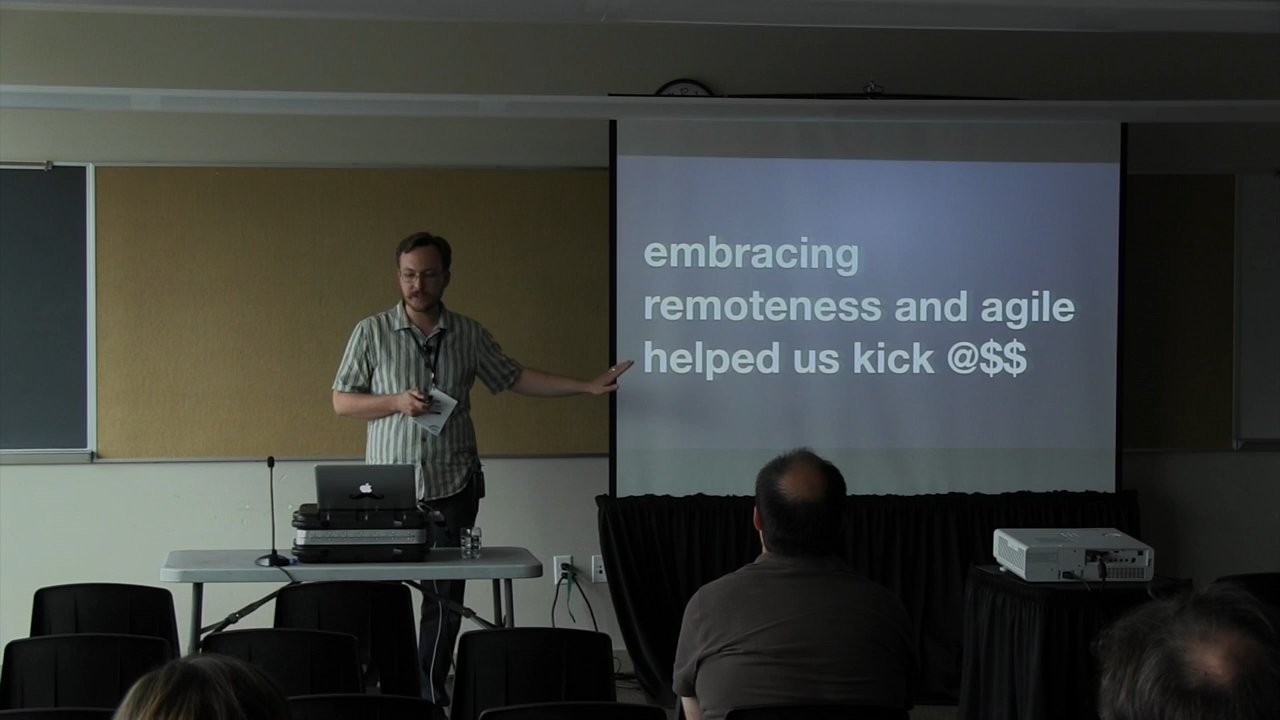 embracing
remoteness and agile
helped us kick @$$